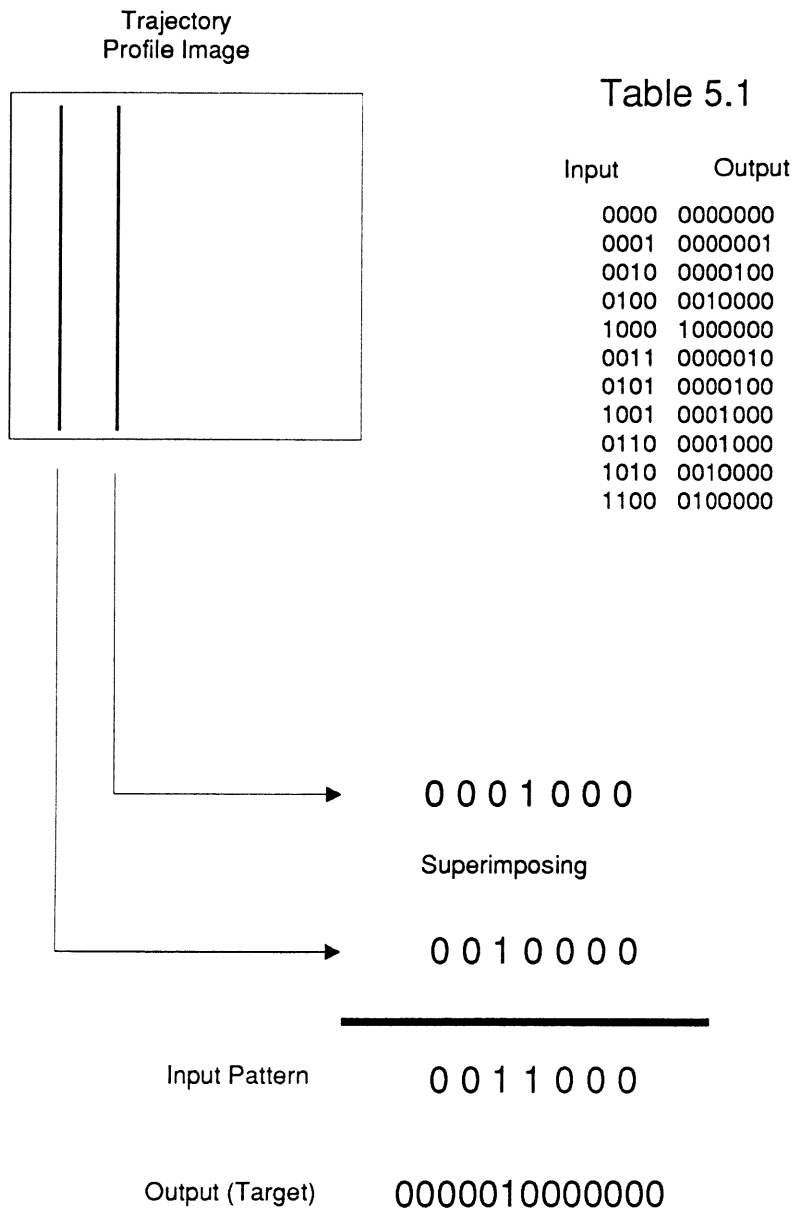 Trajectory
Profile Image
Table 5.1
Input Output
0000 0000000
0001 0000001
0010 0000100
0100 0010000
1000 1000000
0011 0000010
0101 0000100
1001 0001000
0110 0001000
1010 0010000
1100 0100000
0 0 0 1 0 0 0
Superimposing
0 0 1 0 0 0 0
Input Pattern 0 0 1 1 0 0 0
Output (Target) 0000010000000